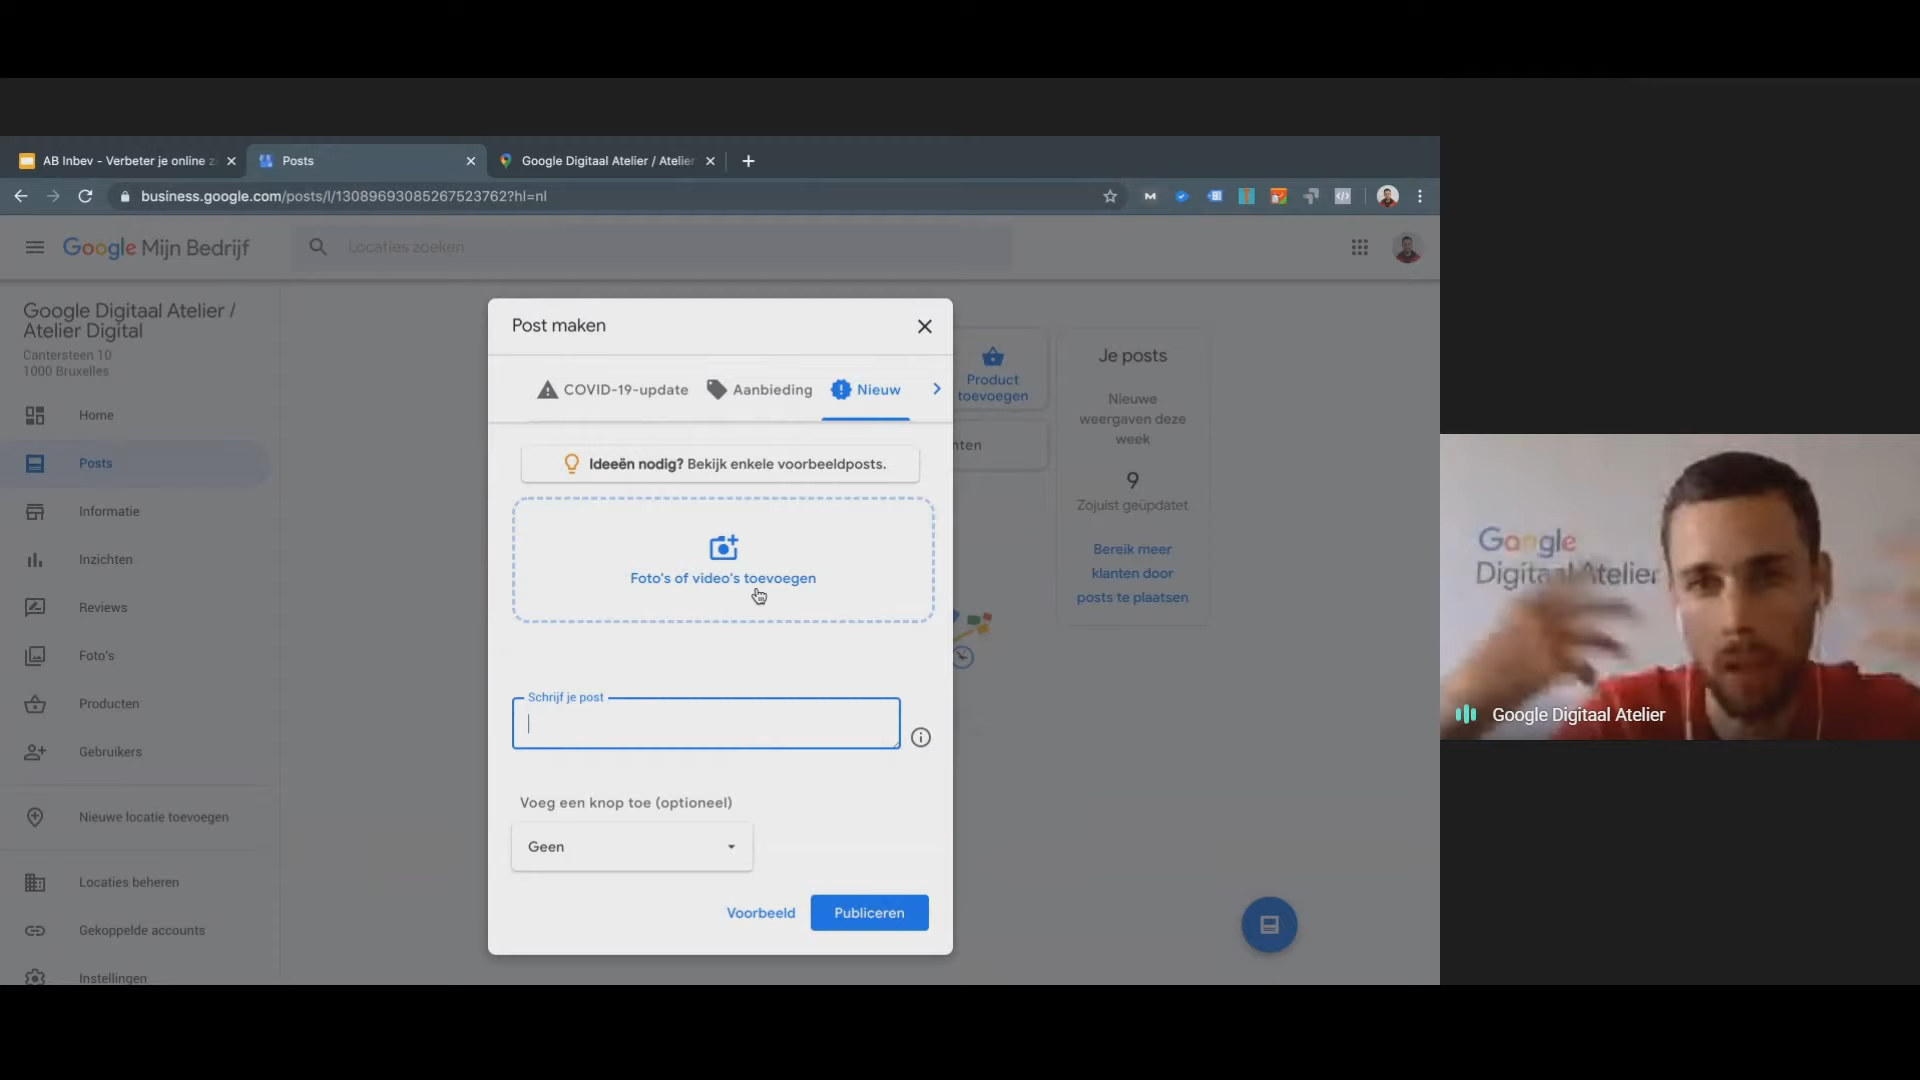 AB Inbev - Verbeter je online z
Posts
Google Digitaal Atelier / Atelier
business.google.com/posts/l/13089693085267523762?hl=nl
Google Mijn Bedrijf
Locaties zoeken
Google Digitaal Atelier /
Atelier Digital
Cantersteen 10
1000 Bruxelles
Home
Posts
Informatie
Inzichten
Reviews
Foto's
Producten
Gebruikers
Nieuwe locatie toevoegen
Locaties beheren
Gekoppelde accounts
Instellingen
Post maken
COVID-19-update
Aanbieding
Nieuw
Ideeën nodig? Bekijk enkele voorbeeldposts.
Foto's of video's toevoegen
Schrijf je post
Voeg een knop toe (optioneel)
Geen
Voorbeeld
Publiceren
Product
toevoegen
nten
Je posts
Nieuwe
weergaven deze
week
9
Zojuist geüpdatet
Bereik meer
klanten door
posts te plaatsen
Google
Digitaal Atelier
Google Digitaal Atelier